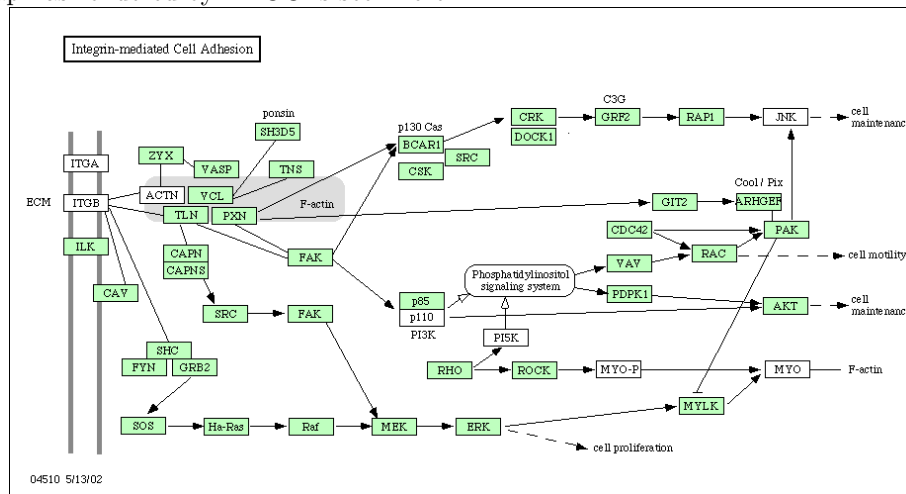 Integrin-mediated Cell Adhesion
C3G
ponsin
CRK
GRF2
RAP1
JNK
cell
maintenanc
SH3D5
p130 Cas
DOCK1
BCAR1
ZYX
SRC
ITGA
VASP
TNS
CSK
Cool / Pix
ACTN
VCL
ECM
ITGB
F-actin
GIT2
ARHGEF
TLN
PXN
CDC42
PAK
ILK
CAPN
CAPNS
FAK
RAC
cell motility
VAV
Phosphatidylinositol
signaling system
CAV
PDPK1
p85
AKT
cell
maintenance
SRC
FAK
p110
PI3K
PI5K
SHC
FYN
GRB2
RHO
ROCK
MYO-P
MYO
F-actin
MYLK
SOS
Ha-Ras
Raf
MEK
ERK
cell proliferation
04510 5/13/02